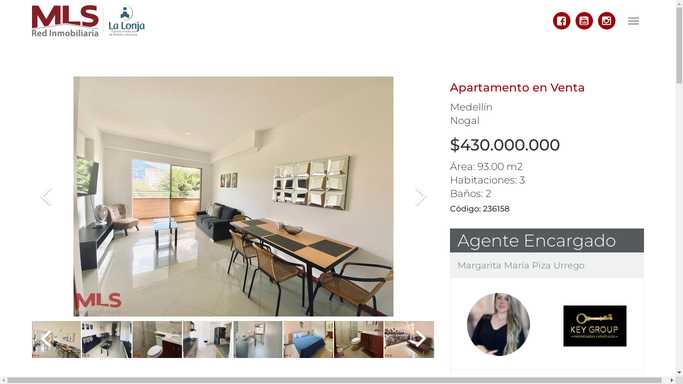 MLS
Red Inmobiliaria
La Lonja
Apartamento en Venta
Medellín
Nogal
$430.000.000
Área: 93.00 m2
Habitaciones: 3
Baños: 2
Código: 236158
Agente Encargado
Margarita María Piza Urrego
MLS
KEY GROUP